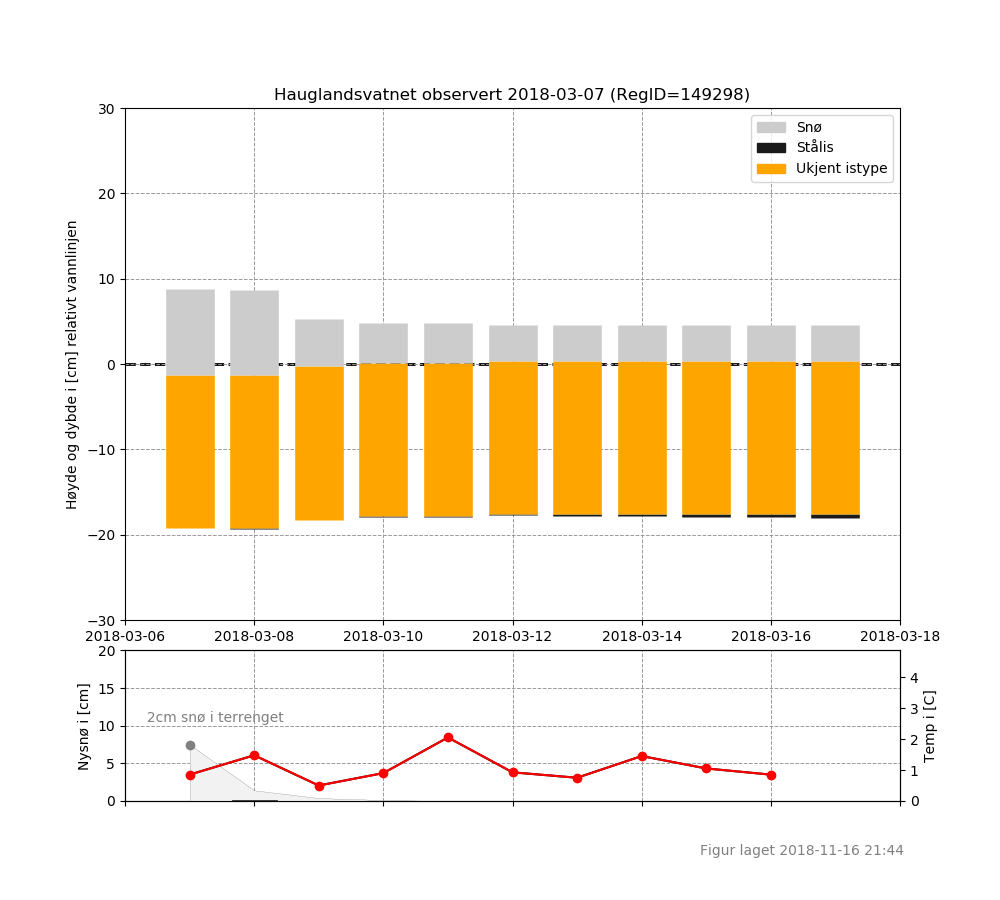 Hauglandsvatnet observert 2018-03-07 (RegID=149298)
30
20
10
0
−10
−20
−30
Høyde og dybde i [cm] relativt vannlinjen
Snø
Stålis
Ukjent istype
2018-03-06
2018-03-08
2018-03-10
2018-03-12
2018-03-14
2018-03-16
2018-03-18
20
15
10
5
0
Nysnø i [cm]
2cm snø i terrenget
4
3
2
1
0
Temp i [C]
Figur laget 2018-11-16 21:44